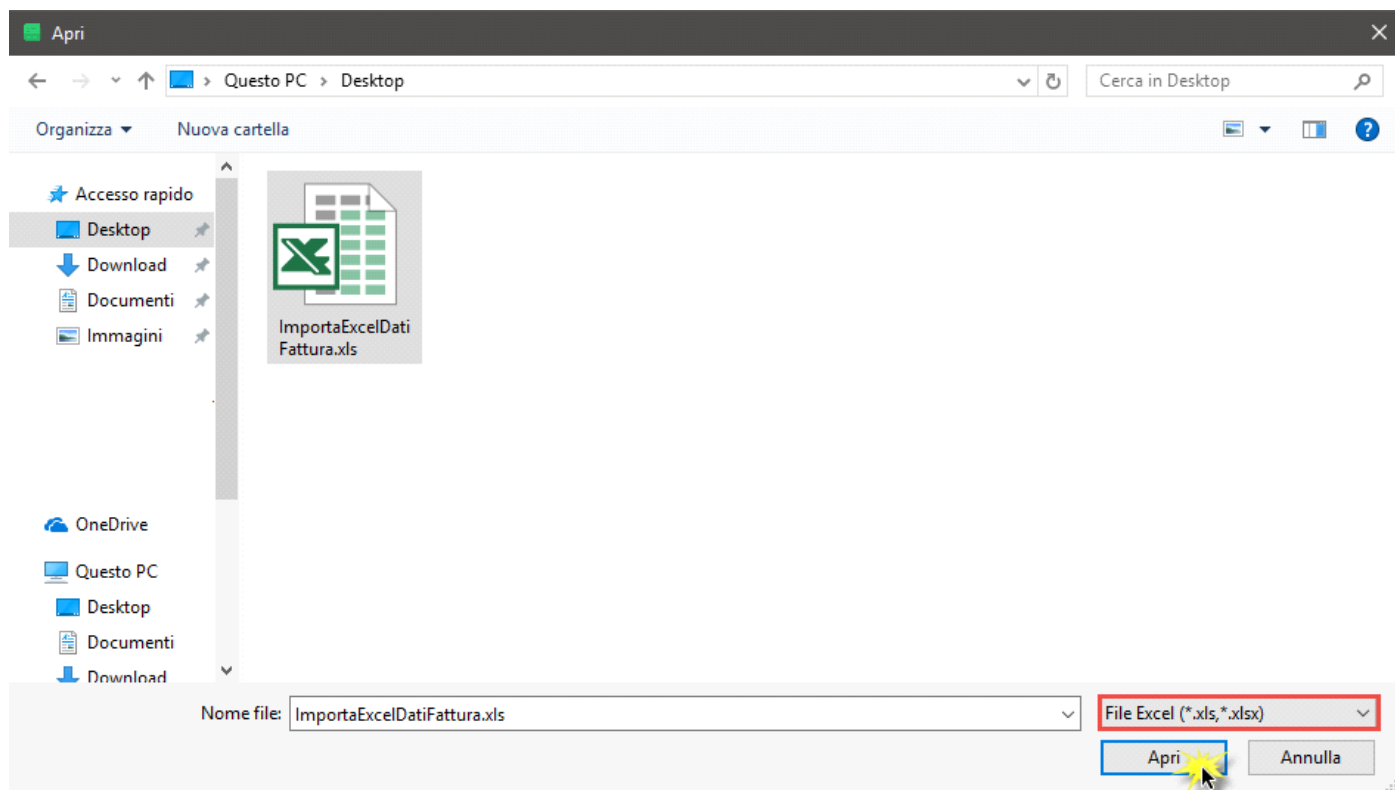 Apri
Questo PC > Desktop
Cerca in Desktop
Organizza
Nuova cartella
Accesso rapido
Desktop
Download
Documenti
Immagini
OneDrive
Questo PC
Desktop
Documenti
Download
ImportaExcelDati
Fattura.xls
Nome file: ImportaExcelDatiFattura.xls
File Excel (*.xls,*.xlsx)
Apri
Annulla